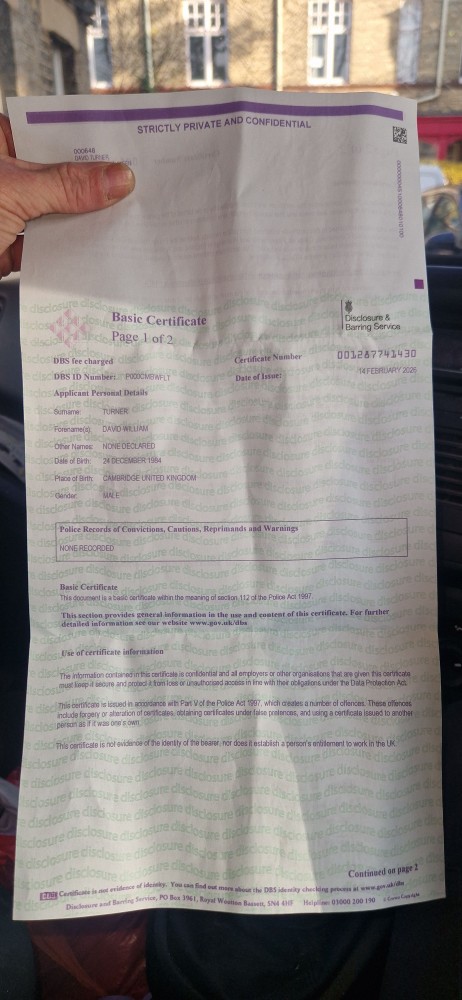 STRICTLY PRIVATE AND CONFIDENTIAL
000648
DAVID TURNER
Disclosure &
Barring Service
Basic Certificate
Page 1 of 2
DBS fee charged
Certificate Number 001287741430
DBS ID Number:
Date of Issue: 14 FEBRUARY 2025
Applicant Personal Details
Surname: TURNER
Forename(s): DAVID WILLIAM
Other Names: NONE DECLARED
Date of Birth: 24 DECEMBER 1984
Place of Birth: CAMBRIDGE UNITED KINGDOM
Gender: MALE
Police Records of Convictions, Cautions, Reprimands and Warnings
NONE RECORDED
Basic Certificate
This document is a basic certificate within the meaning of section 112 of the Police Act 1997
This section provides general information in the use and content of this certificate. For further
detailed information see our website www.gov.uk/dbs
Use of certificate information
The information contained in this certificate is confidential and all employers or other organisations that are given this certificate
must keep it secure and protect it from loss or unauthorised access in line with their obligations under the Data Protection Act.
This certificate is issued in accordance with Part V of the Police Act 1997, which creates a number of offences. These offences
include forgery or alteration of certificates, obtaining certificates under false pretences, and using a certificate issued to another
person as if it was one's own.
This certificate is not evidence of the identity of the bearer, nor does it establish a person's entitlement to work in the UK.
Continued on page 2
Certificate is not evidence of identity. You can find out more about the DBS identity checking process at www.gov.uk/dbs
Disclosure and Barring Service, PO Box 3961, Royal Wootton Bassett, SN4 4HF Helpline: 03000 200 190 © Crown Copyright